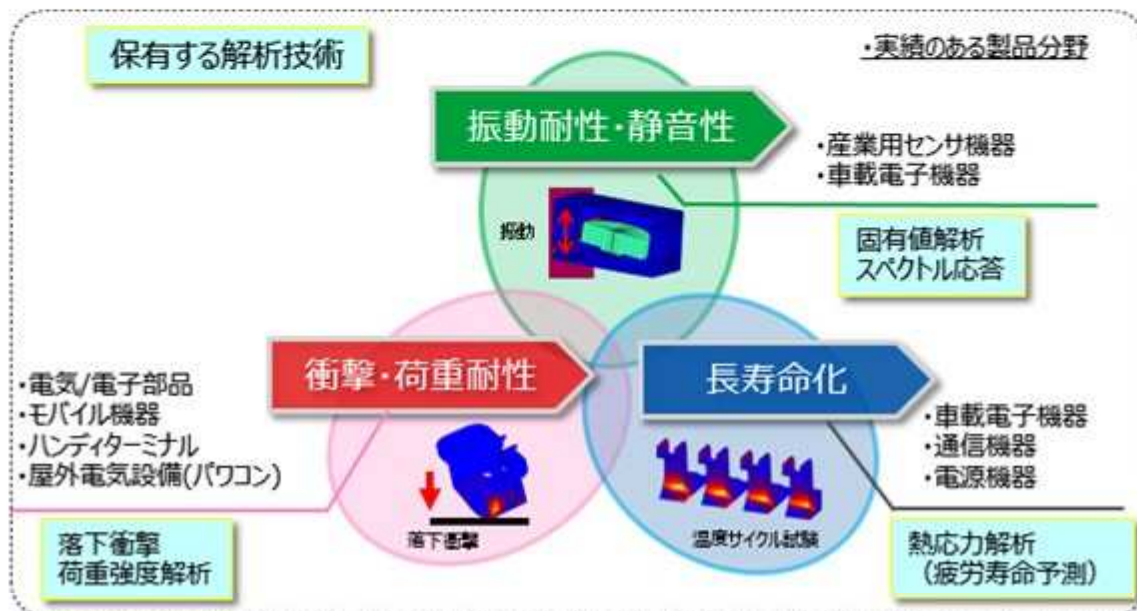 保有する解析技術
・実績のある製品分野
振動耐性・静音性
・産業用センサ機器
・車載電子機器
振動
固有値解析
スペクトル応答
衝撃・荷重耐性
長寿命化
・電気/電子部品
・モバイル機器
・ハンディターミナル
・屋外電気設備(パワコン)
・車載電子機器
・通信機器
・電源機器
落下衝撃
温度サイクル試験
落下衝撃
荷重強度解析
熱応力解析
(疲労寿命予測)